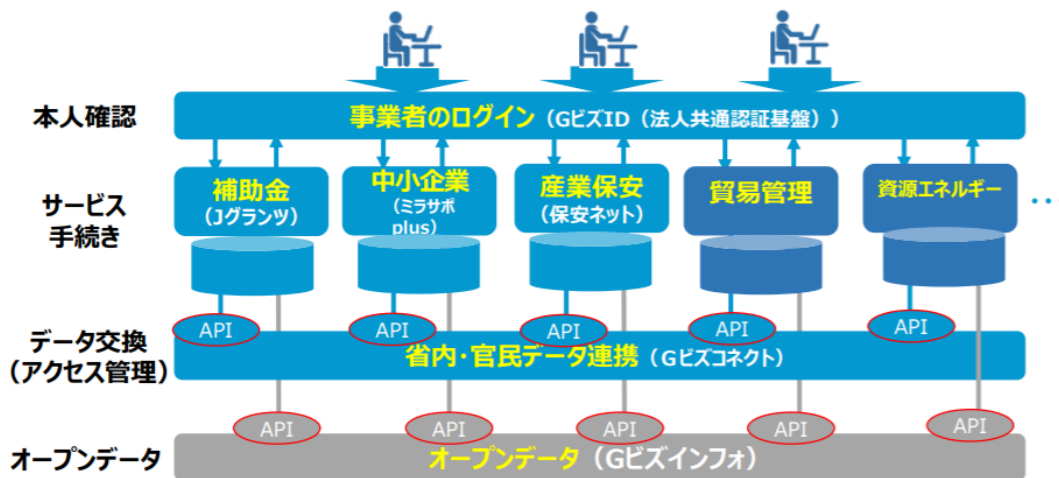 本人確認
事業者のログイン（GビズID（法人共通認証基盤））
サービス
手続き
補助金
（Jグランツ）
中小企業
（ミラサポ
plus）
産業保安
（保安ネット）
貿易管理
資源エネルギー
･･･
データ交換
（アクセス管理）
API
API
API
API
API
省内・官民データ連携（Gビズコネクト）
API
API
API
API
API
オープンデータ
オープンデータ（Gビズインフォ）